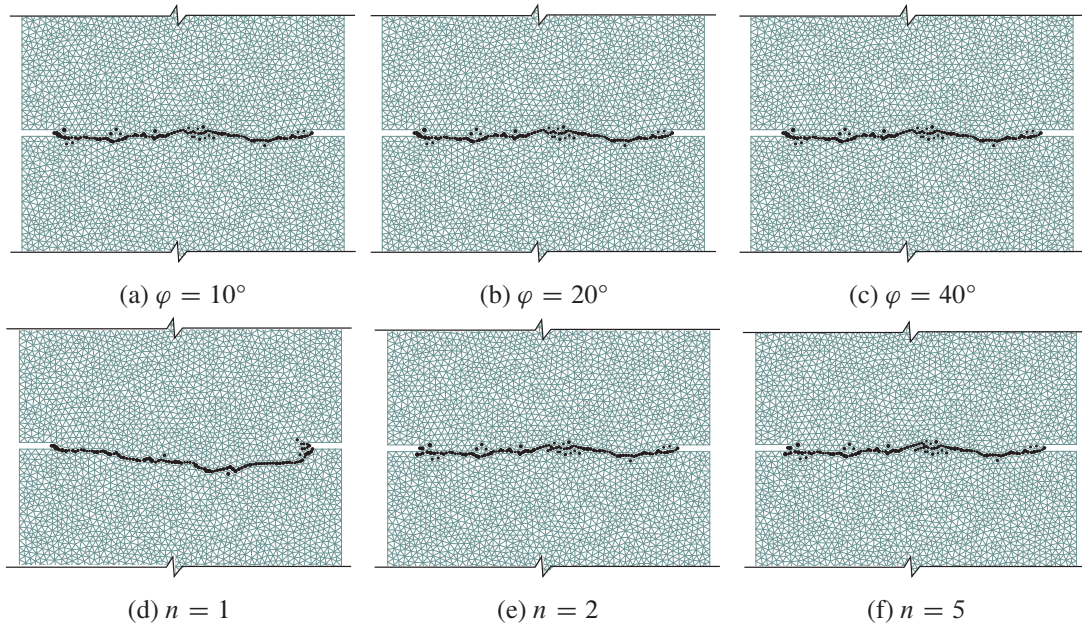 (a) φ = 10° (b) φ = 20° (c) φ = 40°
(d) n = 1 (e) n = 2 (f) n = 5